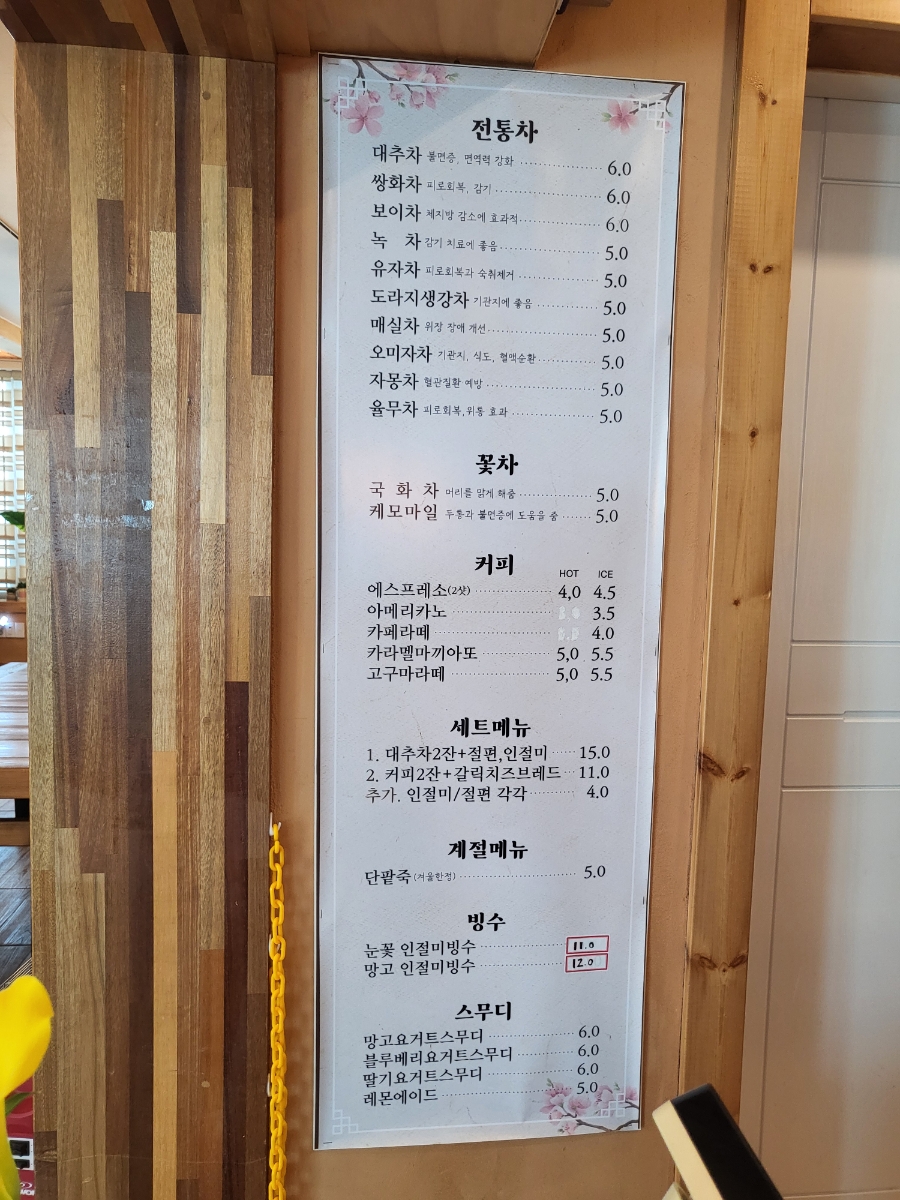 전통차
대추차 불면증, 면역력 강화 6.0
쌍화차 피로회복, 감기 6.0
보이차 체지방 감소에 효과적 6.0
녹 차 감기 치료에 좋음 5.0
유자차 피로회복과 숙취제거 5.0
도라지생강차 기관지에 좋음 5.0
매실차 위장 장애 개선 5.0
오미자차 기관지, 식도, 혈액순환 5.0
자몽차 혈관질환 예방 5.0
율무차 피로회복,위통 효과 5.0
꽃차
국 화 차 머리를 맑게 해줌 5.0
케모마일 두통과 불면증에 도움을 줌 5.0
커피
HOT ICE
에스프레소(2샷) 4,0 4.5
아메리카노 3.5
카페라떼 4.0
카라멜마끼아또 5,0 5.5
고구마라떼 5,0 5.5
세트메뉴
1. 대추차2잔+절편,인절미 15.0
2. 커피2잔+갈릭치즈브레드 11.0
추가. 인절미/절편 각각 4.0
계절메뉴
단팥죽(겨울한정) 5.0
빙수
눈꽃 인절미빙수 11.0
망고 인절미빙수 12.0
스무디
망고요거트스무디 6.0
블루베리요거트스무디 6.0
딸기요거트스무디 6.0
레몬에이드 5.0